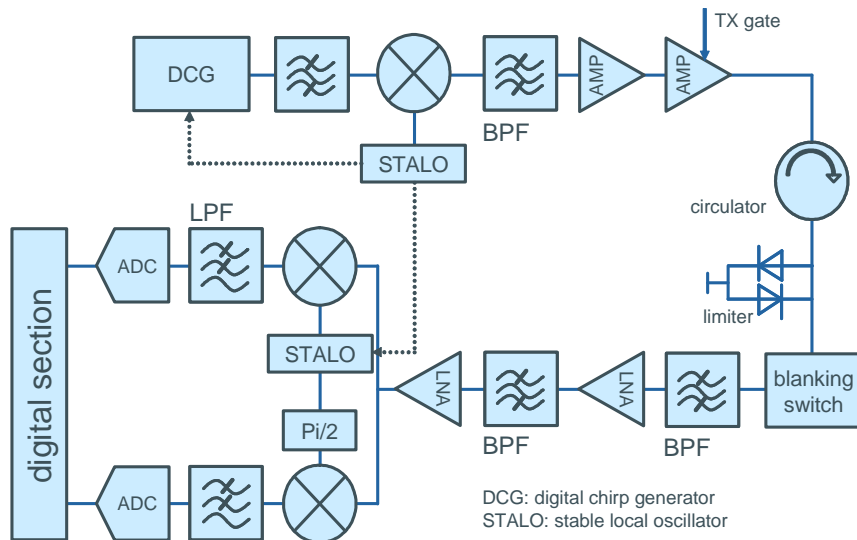 TX gate
DCG
AMP
AMP
BPF
STALO
circulator
LPF
ADC
limiter
digital section
STALO
LNA
LNA
blanking
switch
Pi/2
BPF
BPF
ADC
DCG: digital chirp generator
STALO: stable local oscillator